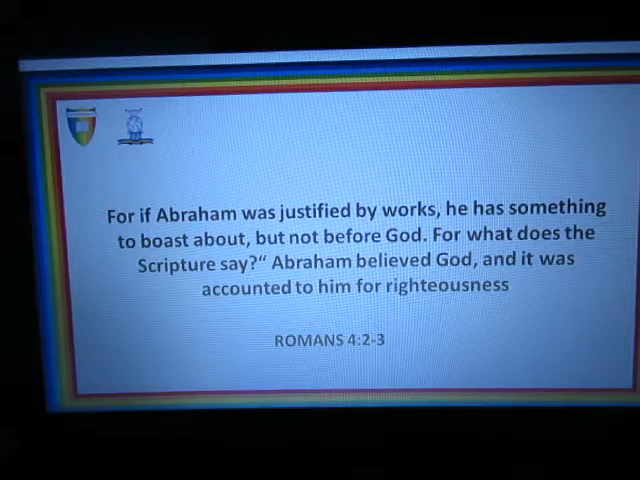 For if Abraham was justified by works, he has something
to boast about, but not before God. For what does the
Scripture say?“ Abraham believed God, and it was
accounted to him for righteousness
ROMANS 4:2-3